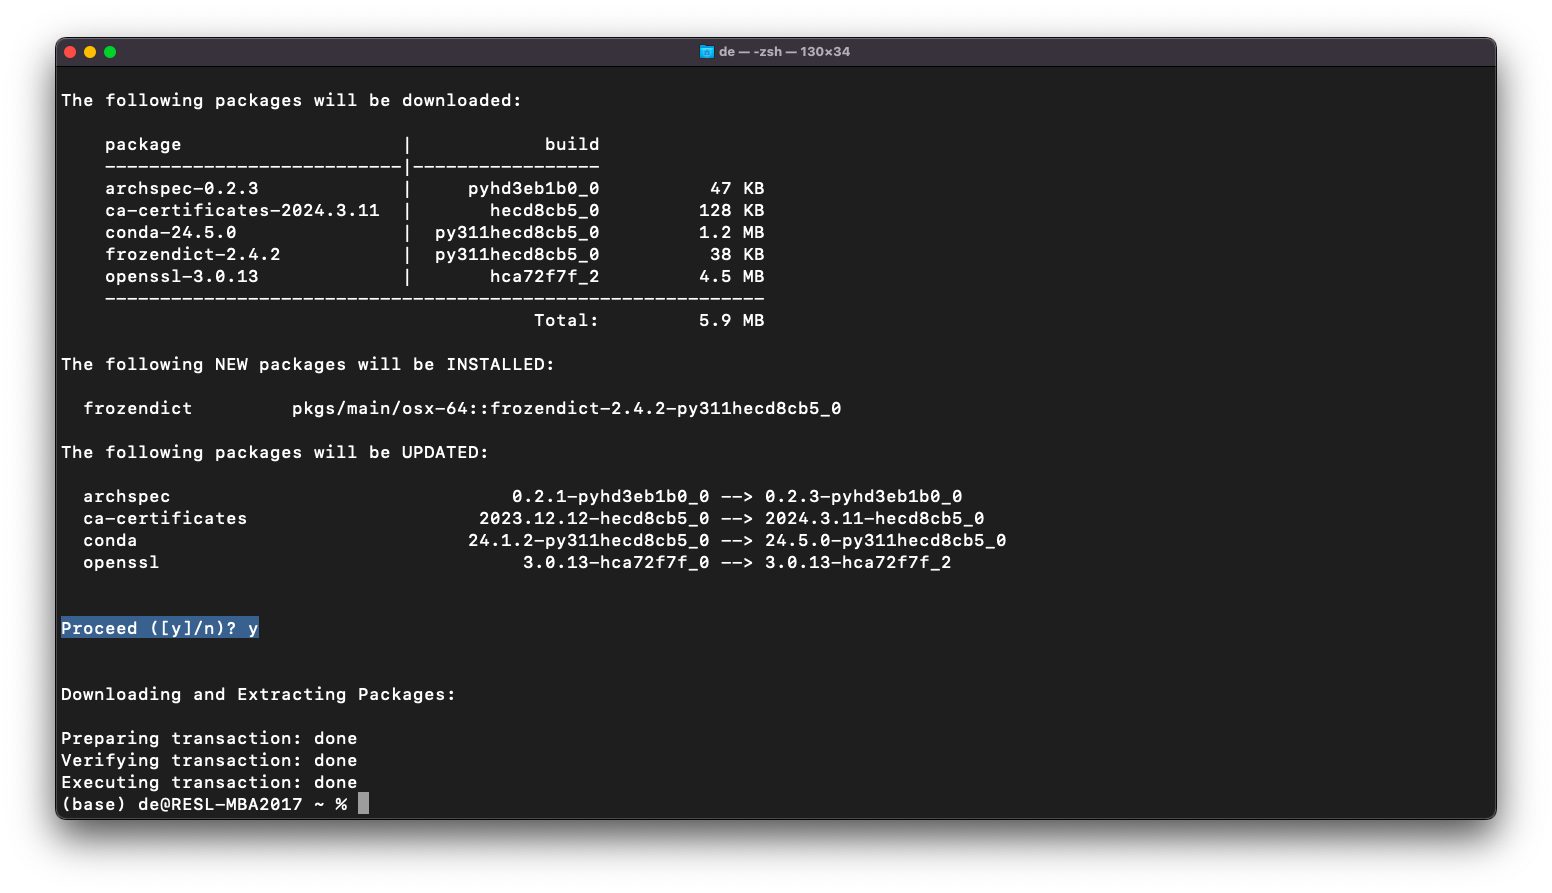 de — -zsh — 130×34
The following packages will be downloaded:
    package                    |            build
    ---------------------------|-----------------
    archspec-0.2.3             |     pyhd3eb1b0_0          47 KB
    ca-certificates-2024.3.11  |       hecd8cb5_0         128 KB
    conda-24.5.0               |  py311hecd8cb5_0         1.2 MB
    frozendict-2.4.2           |  py311hecd8cb5_0          38 KB
    openssl-3.0.13             |       hca72f7f_2         4.5 MB
    ------------------------------------------------------------
                                           Total:         5.9 MB
The following NEW packages will be INSTALLED:
  frozendict         pkgs/main/osx-64::frozendict-2.4.2-py311hecd8cb5_0
The following packages will be UPDATED:
  archspec                               0.2.1-pyhd3eb1b0_0 --> 0.2.3-pyhd3eb1b0_0
  ca-certificates                     2023.12.12-hecd8cb5_0 --> 2024.3.11-hecd8cb5_0
  conda                              24.1.2-py311hecd8cb5_0 --> 24.5.0-py311hecd8cb5_0
  openssl                                 3.0.13-hca72f7f_0 --> 3.0.13-hca72f7f_2
Proceed ([y]/n)? y
Downloading and Extracting Packages:
Preparing transaction: done
Verifying transaction: done
Executing transaction: done
(base) de@RESL-MBA2017 ~ %